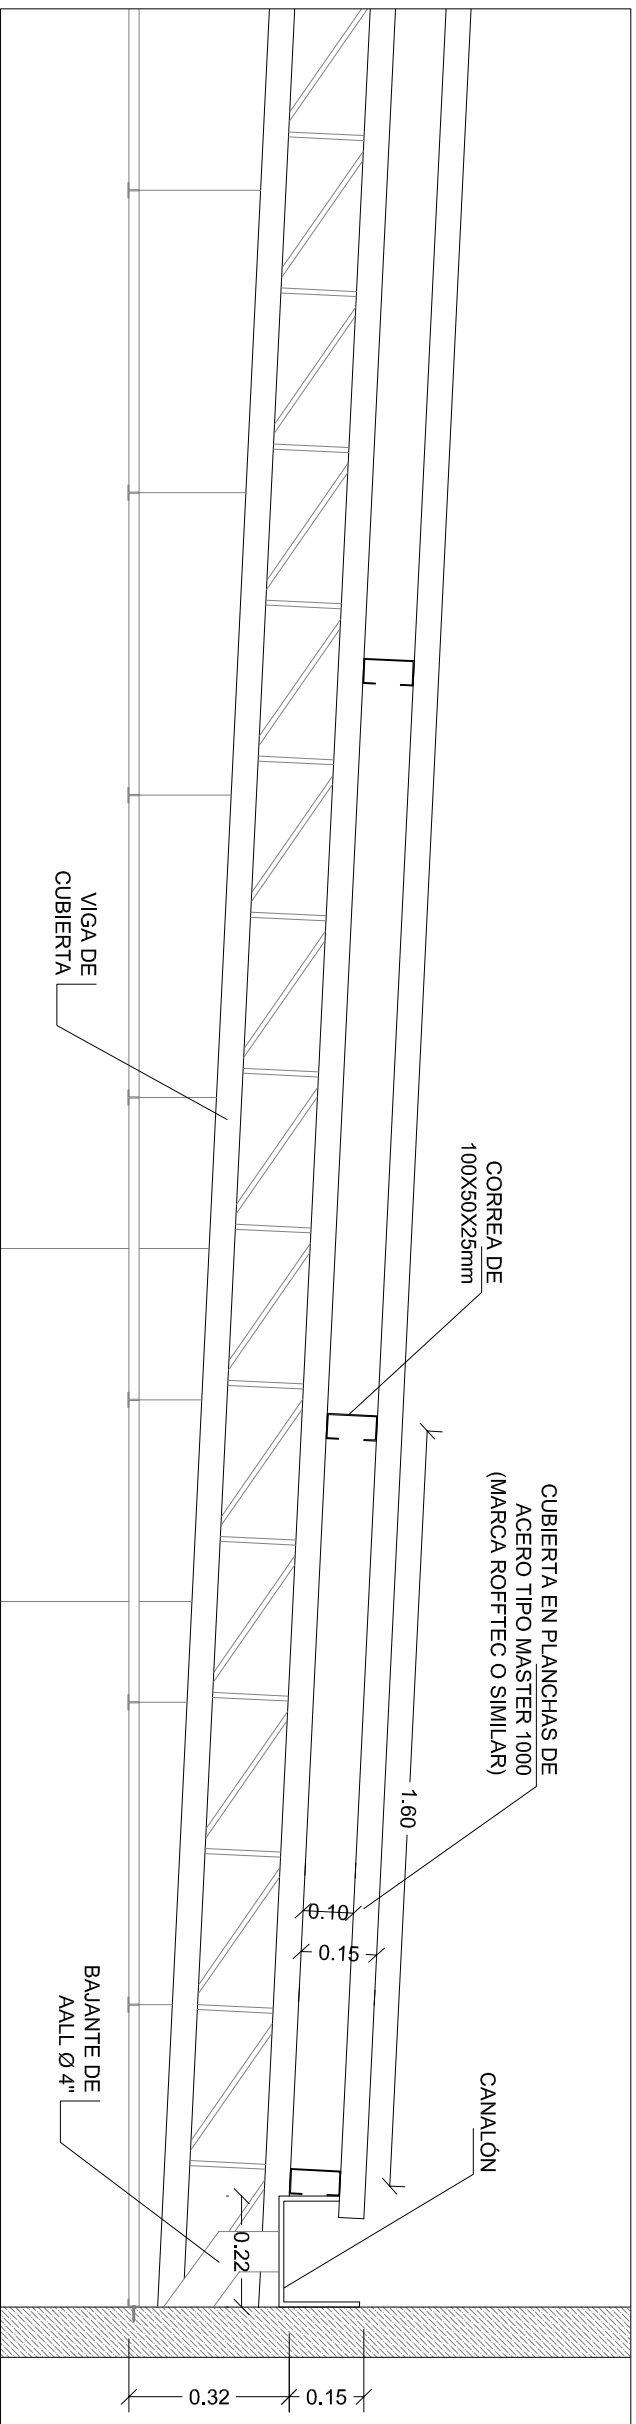 VIGA DE
CUBIERTA
CORREA DE
100X50X25mm
CUBIERTA EN PLANCHAS DE
ACERO TIPO MASTER 1000
(MARCA ROFFTEC O SIMILAR)
1.60
0.10
0.15
BAJANTE DE
AALL Ø 4"
CANALÓN
0.22
0.32
0.15